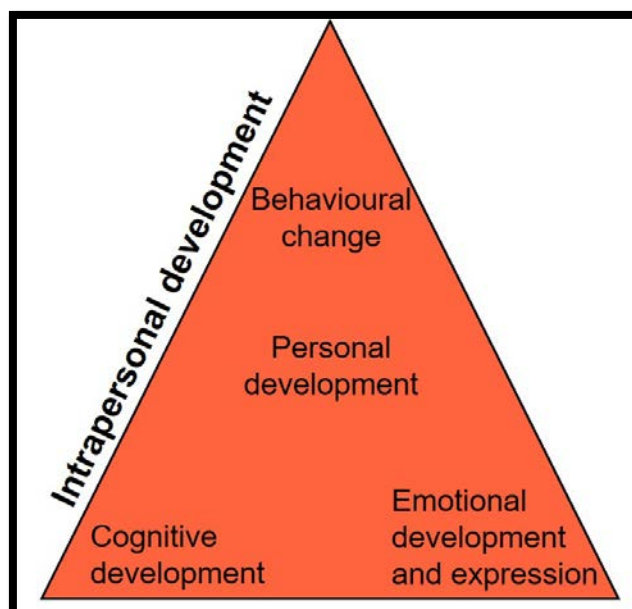 Intrapersonal development
Behavioural
change
Personal
development
Cognitive
development
Emotional
development
and expression